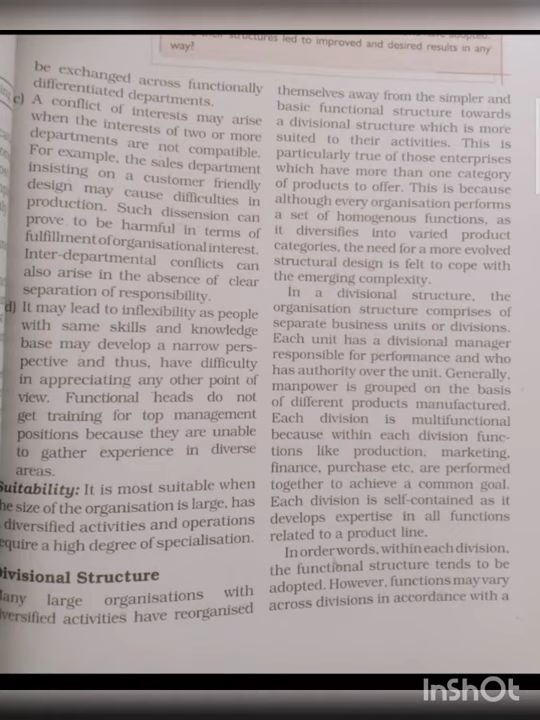 their structures led to improved and desired results in any
way?
be exchanged across functionally
differentiated departments.
c) A conflict of interests may arise
when the interests of two or more
departments are not compatible.
For example, the sales department
insisting on a customer friendly
design may cause difficulties in
production. Such dissension can
prove to be harmful in terms of
fulfillment of organisational interest.
Inter-departmental conflicts can
also arise in the absence of clear
separation of responsibility.
d) It may lead to inflexibility as people
with same skills and knowledge
base may develop a narrow pers-
pective and thus, have difficulty
in appreciating any other point of
view. Functional heads do not
get training for top management
positions because they are unable
to gather experience in diverse
areas.
Suitability: It is most suitable when
he size of the organisation is large, has
diversified activities and operations
equire a high degree of specialisation.
ivisional Structure
any large organisations with
iversified activities have reorganised
themselves away from the simpler and
basic functional structure towards
a divisional structure which is more
suited to their activities. This is
particularly true of those enterprises
which have more than one category
of products to offer. This is because
although every organisation performs
a set of homogenous functions, as
it diversifies into varied product
categories, the need for a more evolved
structural design is felt to cope with
the emerging complexity.
In a divisional structure, the
organisation structure comprises of
separate business units or divisions.
Each unit has a divisional manager
responsible for performance and who
has authority over the unit. Generally,
manpower is grouped on the basis
of different products manufactured.
Each division is multifunctional
because within each division func-
tions like production, marketing,
finance, purchase etc, are performed
together to achieve a common goal.
Each division is self-contained as it
develops expertise in all functions
related to a product line.
In order words, within each division,
the functional structure tends to be
adopted. However, functions may vary
across divisions in accordance with a
InShOt